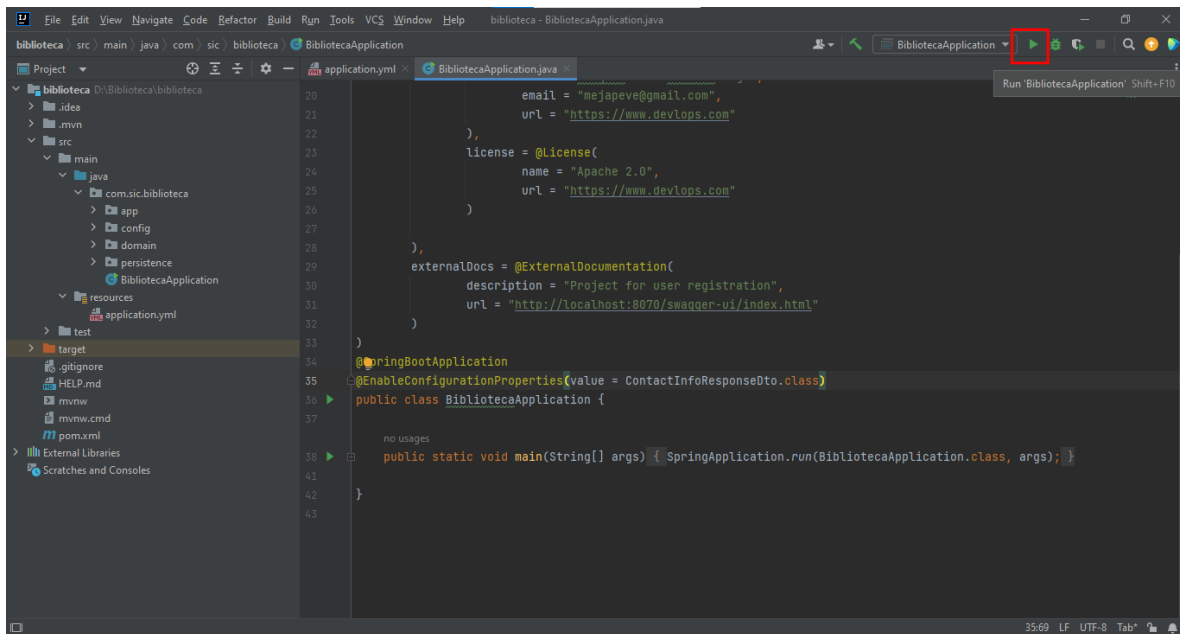 File Edit View Navigate Code Refactor Build Run Tools VCS Window Help biblioteca - BibliotecaApplication.java
biblioteca src main java com sic biblioteca BibliotecaApplication
BibliotecaApplication
Project
application.yml
BibliotecaApplication.java
Run 'BibliotecaApplication' Shift+F10
biblioteca D:\Biblioteca\biblioteca
.idea
.mvn
src
main
java
com.sic.biblioteca
app
config
domain
persistence
BibliotecaApplication
resources
application.yml
test
target
.gitignore
HELP.md
mvnw
mvnw.cmd
pom.xml
External Libraries
Scratches and Consoles
20 email = "mejapeve@gmail.com",
21 url = "https://www.devlops.com"
22 ),
23 license = @License(
24 name = "Apache 2.0",
25 url = "https://www.devlops.com"
26 )
27
28 ),
29 externalDocs = @ExternalDocumentation(
30 description = "Project for user registration",
31 url = "http://localhost:8070/swagger-ui/index.html"
32 )
33 )
34 @SpringBootApplication
35 @EnableConfigurationProperties(value = ContactInfoResponseDto.class)
36 public class BibliotecaApplication {
37
no usages
38 public static void main(String[] args) { SpringApplication.run(BibliotecaApplication.class, args); }
41
42 }
43
35:69 LF UTF-8 Tab*